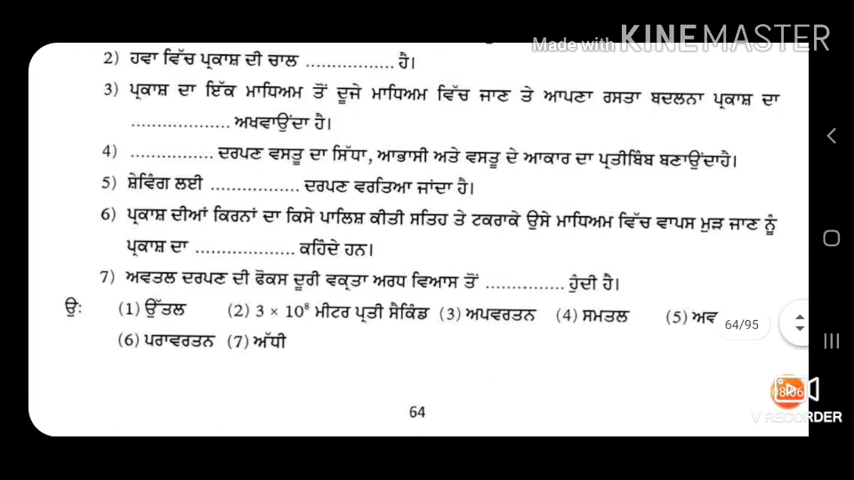 Made with KINEMASTER
2) ਹਵਾ ਵਿੱਚ ਪ੍ਰਕਾਸ਼ ਦੀ ਚਾਲ ................ ਹੈ।
3) ਪ੍ਰਕਾਸ਼ ਦਾ ਇੱਕ ਮਾਧਿਅਮ ਤੋਂ ਦੂਜੇ ਮਾਧਿਅਮ ਵਿੱਚ ਜਾਣ ਤੇ ਆਪਣਾ ਰਸਤਾ ਬਦਲਨਾ ਪ੍ਰਕਾਸ਼ ਦਾ
.................. ਅਖਵਾਉਂਦਾ ਹੈ।
4) ............... ਦਰਪਣ ਵਸਤੂ ਦਾ ਸਿੱਧਾ, ਆਭਾਸੀ ਅਤੇ ਵਸਤੂ ਦੇ ਆਕਾਰ ਦਾ ਪ੍ਰਤੀਬਿੰਬ ਬਣਾਉਂਦਾਹੈ।
5) ਸ਼ੇਵਿੰਗ ਲਈ ................ ਦਰਪਣ ਵਰਤਿਆ ਜਾਂਦਾ ਹੈ।
6) ਪ੍ਰਕਾਸ਼ ਦੀਆਂ ਕਿਰਨਾਂ ਦਾ ਕਿਸੇ ਪਾਲਿਸ਼ ਕੀਤੀ ਸਤਿਹ ਤੇ ਟਕਰਾਕੇ ਉਸੇ ਮਾਧਿਅਮ ਵਿੱਚ ਵਾਪਸ ਮੁੜ ਜਾਣ ਨੂੰ
ਪ੍ਰਕਾਸ਼ ਦਾ .................. ਕਹਿੰਦੇ ਹਨ।
7) ਅਵਤਲ ਦਰਪਣ ਦੀ ਫੋਕਸ ਦੂਰੀ ਵਕ੍ਤਾ ਅਰਧ ਵਿਆਸ ਤੋਂ ............... ਹੁੰਦੀ ਹੈ।
ਉ: (1) ਉੱਤਲ (2) 3 × 10⁸ ਮੀਟਰ ਪ੍ਰਤੀ ਸੈਕਿੰਡ (3) ਅਪਵਰਤਨ (4) ਸਮਤਲ (5) ਅਵ
64/95
(6) ਪਰਾਵਰਤਨ (7) ਅੱਧੀ
08:06
V RECORDER
64